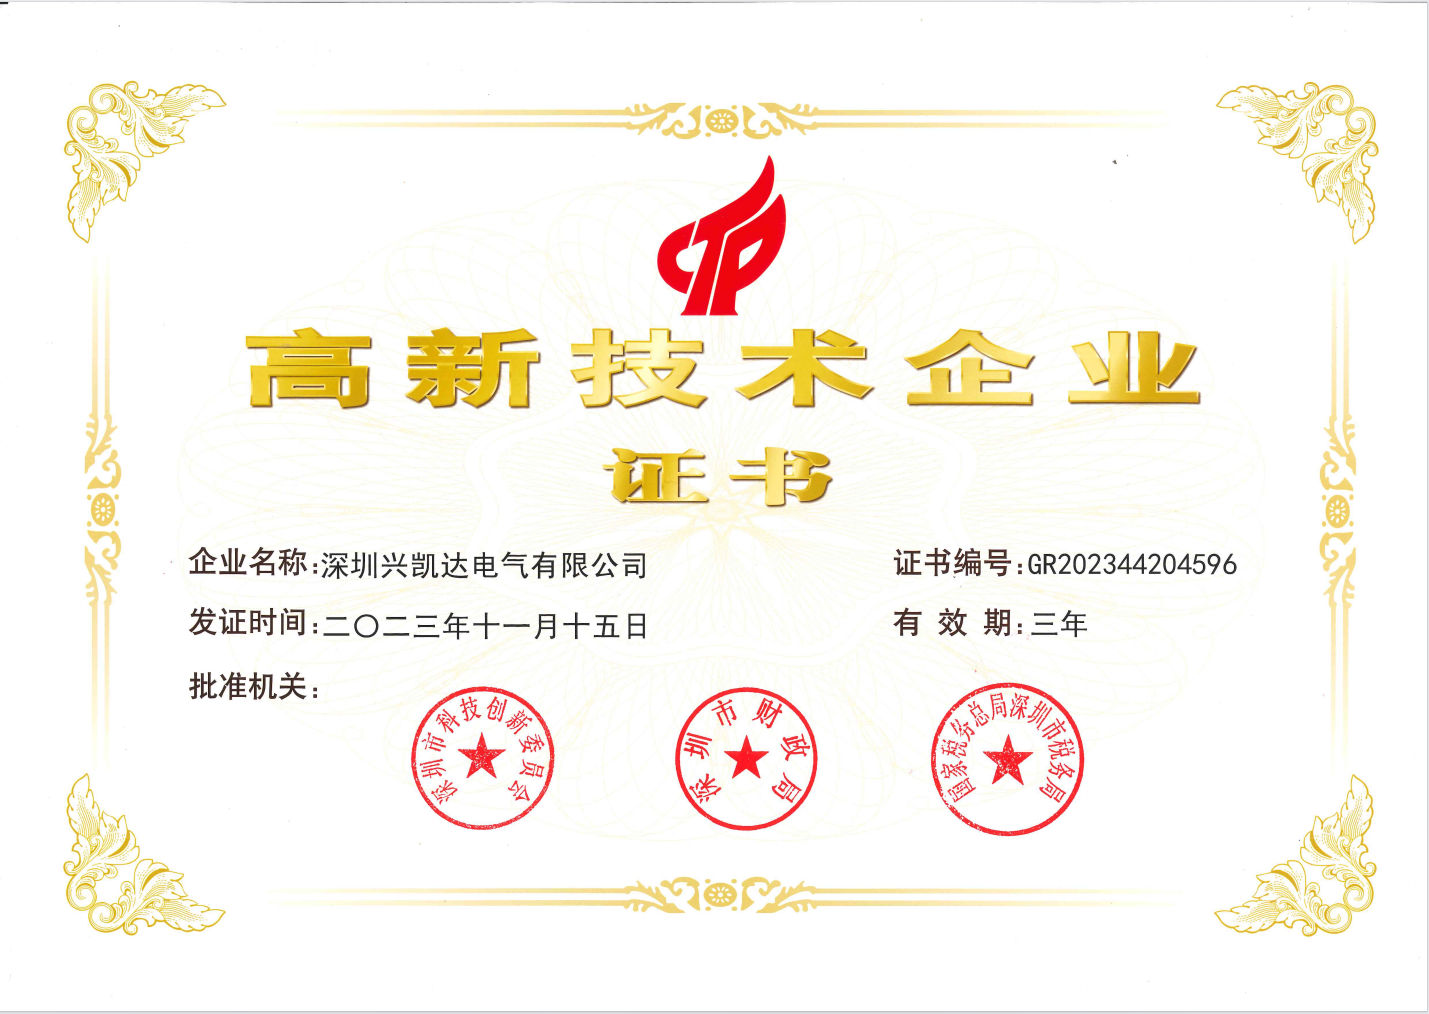 高新技术企业
证书
企业名称:深圳兴凯达电气有限公司
证书编号:GR202344204596
发证时间:二〇二三年十一月十五日
有效期:三年
批准机关:
深圳市科技创新委员会
深圳市财政局
国家税务总局深圳市税务局